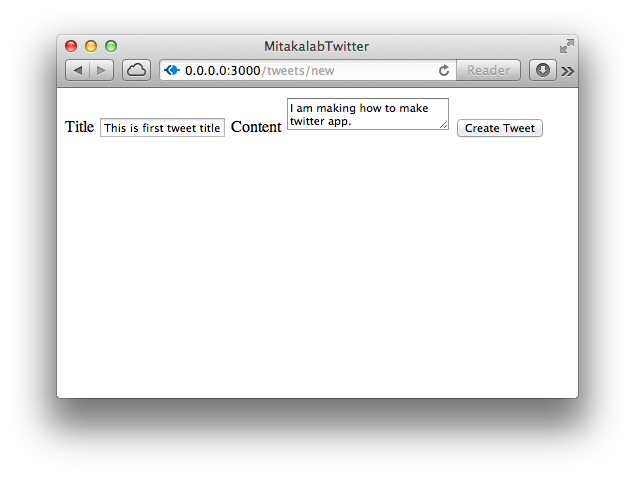 MitakalabTwitter
0.0.0.0:3000/tweets/new
Reader
Title
This is first tweet title
Content
I am making how to make
twitter app.
Create Tweet